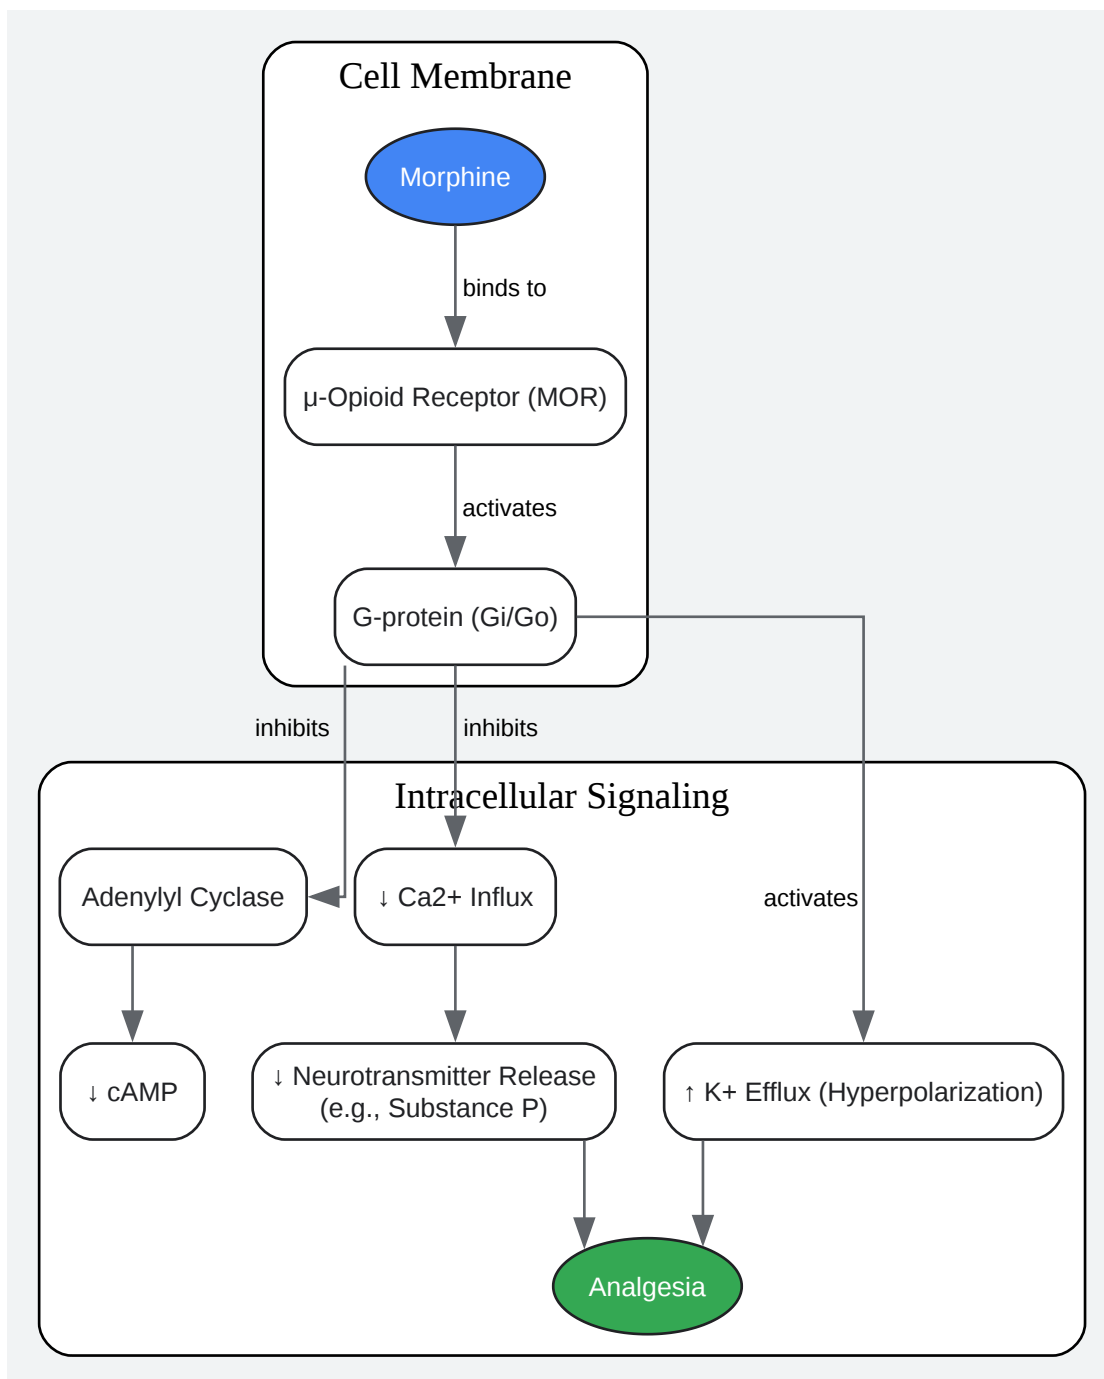 Cell Membrane
Morphine
binds to
μ-Opioid Receptor (MOR)
activates
G-protein (Gi/Go)
inhibits
inhibits
Intracellular Signaling
Adenylyl Cyclase
↓ Ca2+ Influx
activates
↓ cAMP
↓ Neurotransmitter Release
(e.g., Substance P)
↑ K+ Efflux (Hyperpolarization)
Analgesia